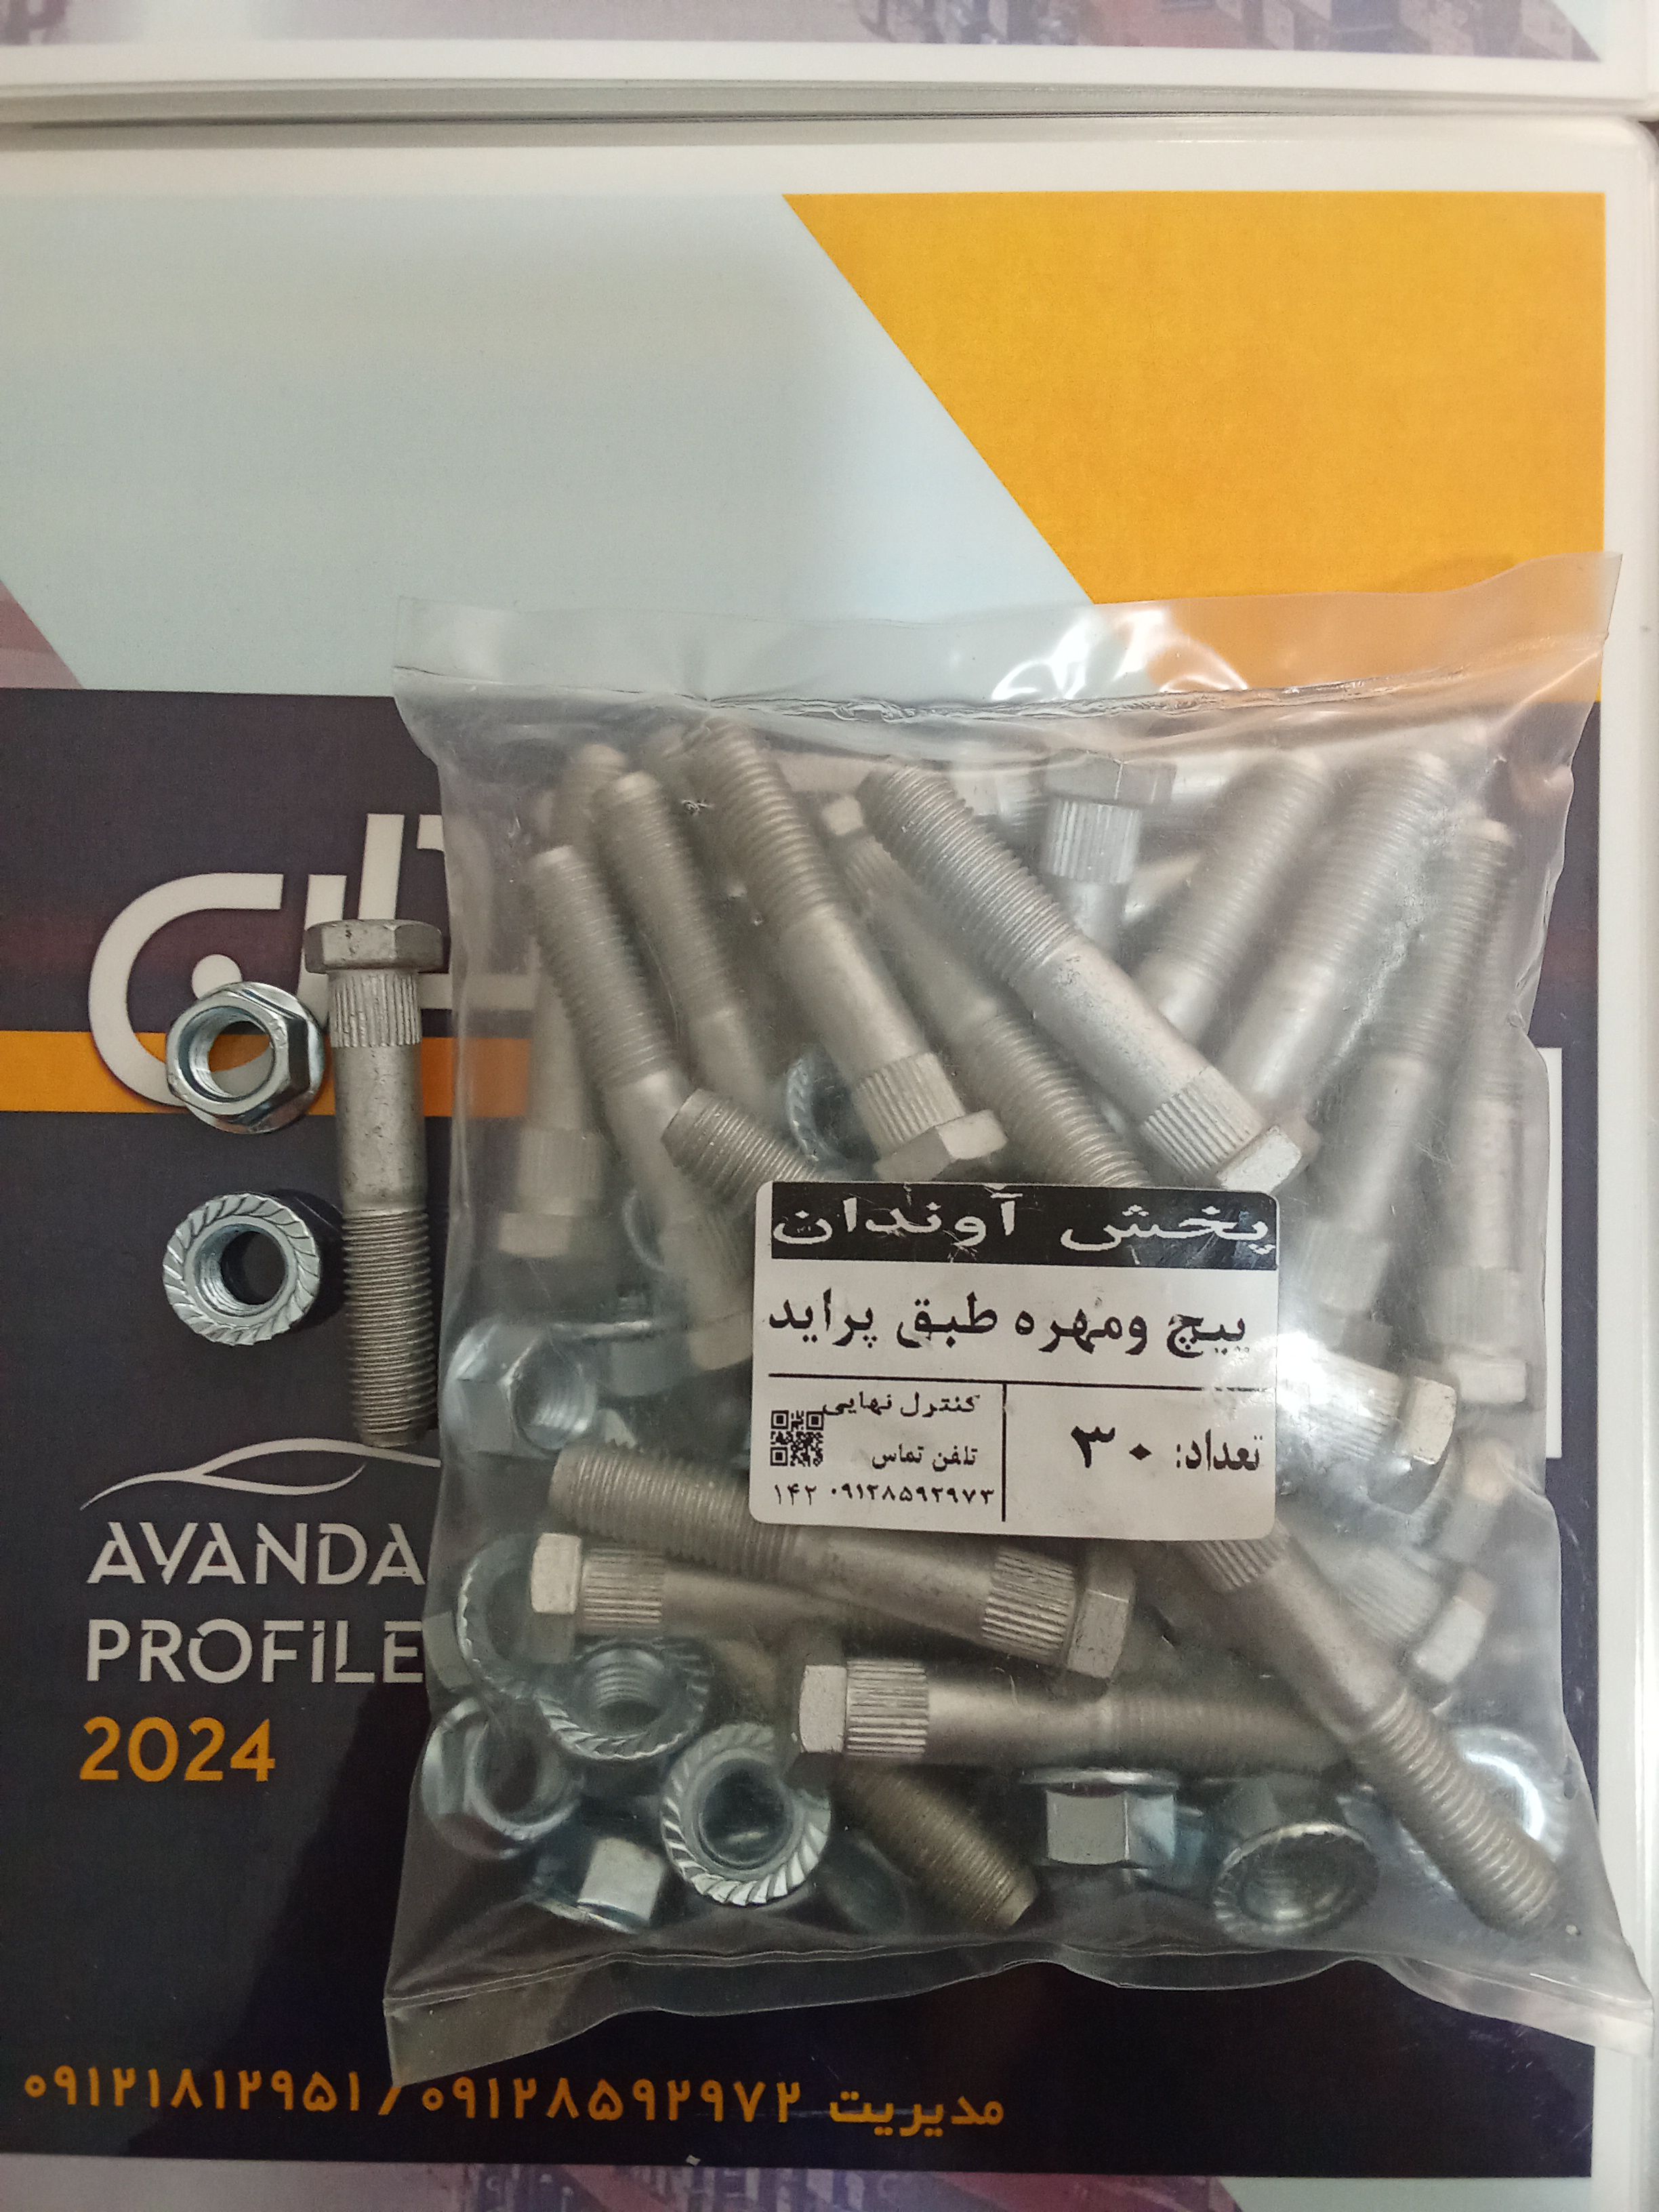 AVANDA
PROFILE
2024
پخش آوندان
پیچ ومهره طبق پراید
تعداد: ۳۰
کنترل نهایی
تلفن تماس
۰۹۱۲۸۵۹۲۹۷۳ ۱۴۲
مدیریت ۰۹۱۲۸۵۹۲۹۷۲ / ۰۹۱۲۱۸۱۲۹۵۱